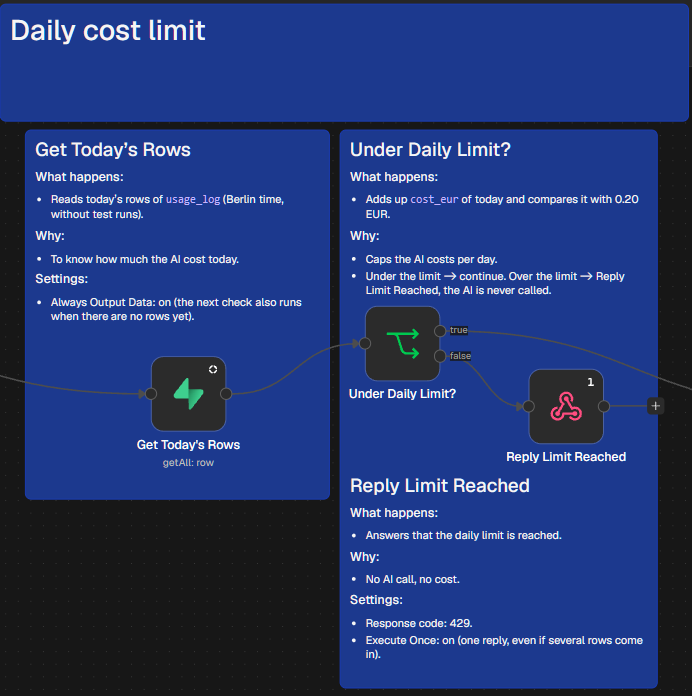 Daily cost limit
Get Today’s Rows
What happens:
• Reads today’s rows of usage_log (Berlin time,
without test runs).
Why:
• To know how much the AI cost today.
Settings:
• Always Output Data: on (the next check also runs
when there are no rows yet).
Get Today's Rows
getAll: row
Under Daily Limit?
What happens:
• Adds up cost_eur of today and compares it with 0.20
EUR.
Why:
• Caps the AI costs per day.
• Under the limit → continue. Over the limit → Reply
Limit Reached, the AI is never called.
true
false
Under Daily Limit?
1
Reply Limit Reached
Reply Limit Reached
What happens:
• Answers that the daily limit is reached.
Why:
• No AI call, no cost.
Settings:
• Response code: 429.
• Execute Once: on (one reply, even if several rows come
in).